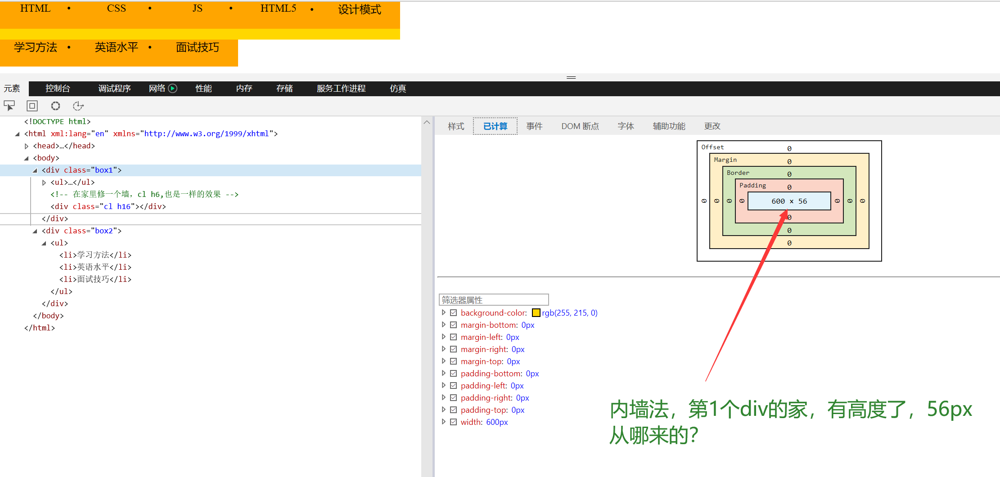 HTML • CSS • JS • HTML5 • 设计模式
学习方法 • 英语水平 • 面试技巧
元素 控制台 调试程序 网络 性能 内存 存储 服务工作进程 仿真
<!DOCTYPE html>
<html xml:lang="en" xmlns="http://www.w3.org/1999/xhtml">
<head>…</head>
<body>
<div class="box1">
<ul>…</ul>
<!-- 在家里修一个墙，cl h6,也是一样的效果 -->
<div class="cl h16"></div>
</div>
<div class="box2">
<ul>
<li>学习方法</li>
<li>英语水平</li>
<li>面试技巧</li>
</ul>
</div>
</body>
</html>
样式 已计算 事件 DOM 断点 字体 辅助功能 更改
Offset 0
Margin 0
Border 0
Padding 0
0 0 0 0 600 × 56 0 0 0 0
0
0
0
筛选器属性
background-color: rgb(255, 215, 0)
margin-bottom: 0px
margin-left: 0px
margin-right: 0px
margin-top: 0px
padding-bottom: 0px
padding-left: 0px
padding-right: 0px
padding-top: 0px
width: 600px
内墙法，第1个div的家，有高度了，56px
从哪来的？